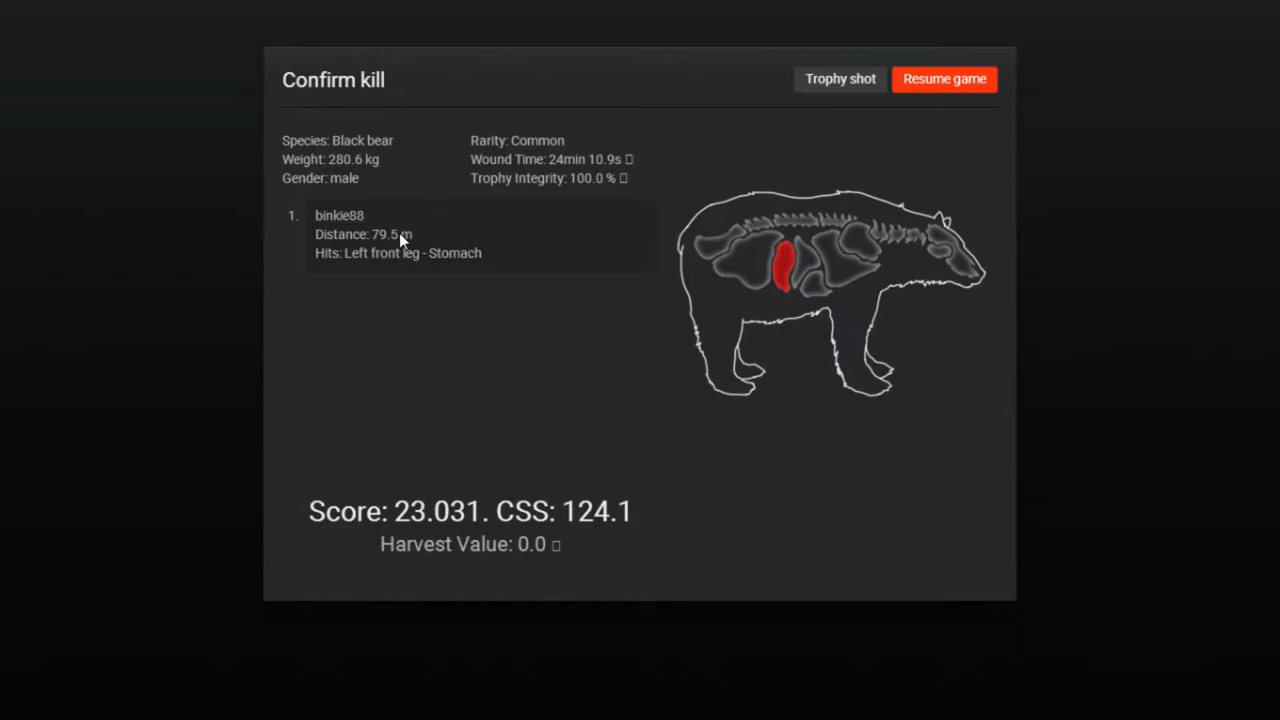 Confirm kill
Trophy shot
Resume game
Species: Black bear
Weight: 280.6 kg
Gender: male
Rarity: Common
Wound Time: 24min 10.9s
Trophy Integrity: 100.0 %
1.
binkie88
Distance: 79.5 m
Hits: Left front leg - Stomach
Score: 23.031. CSS: 124.1
Harvest Value: 0.0